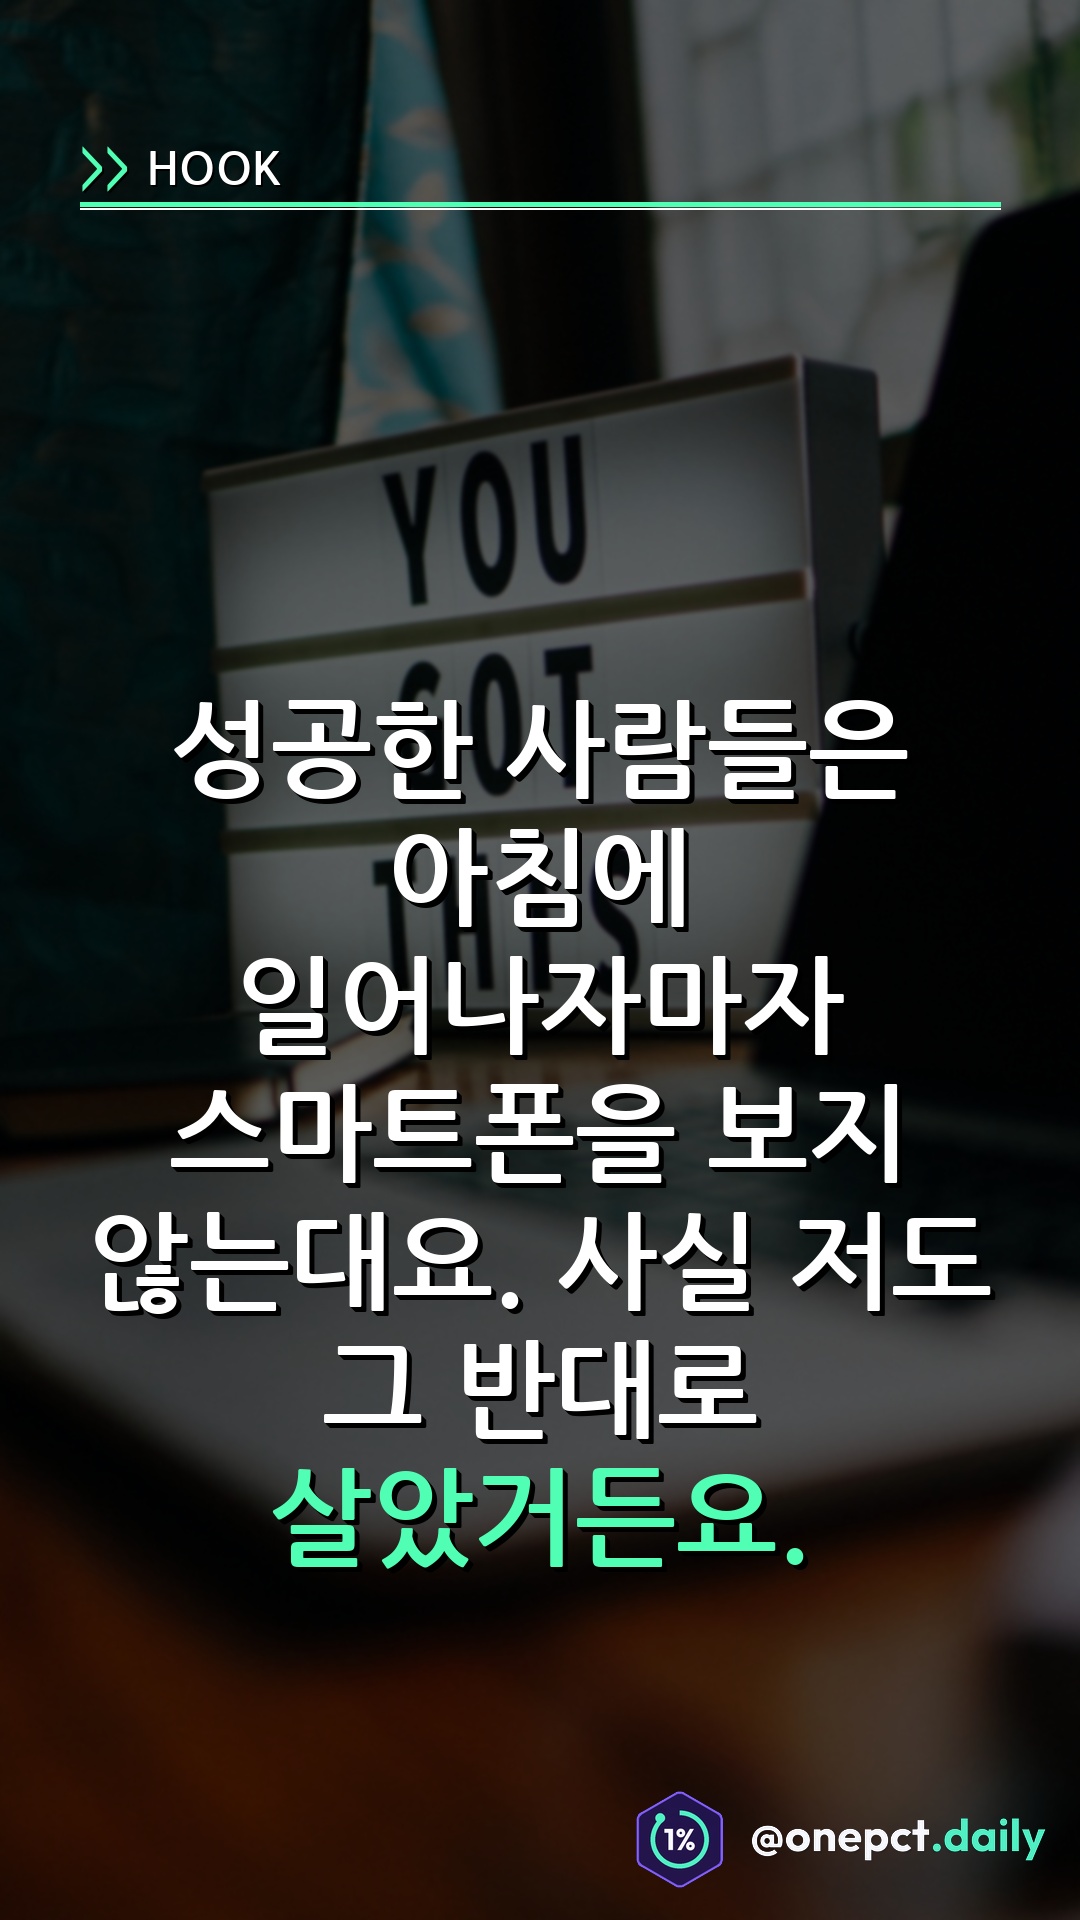 HOOK
YOU
GOT
THIS
성공한 사람들은
아침에
일어나자마자
스마트폰을 보지
않는대요. 사실 저도
그 반대로
살았거든요.
1% @onepct.daily